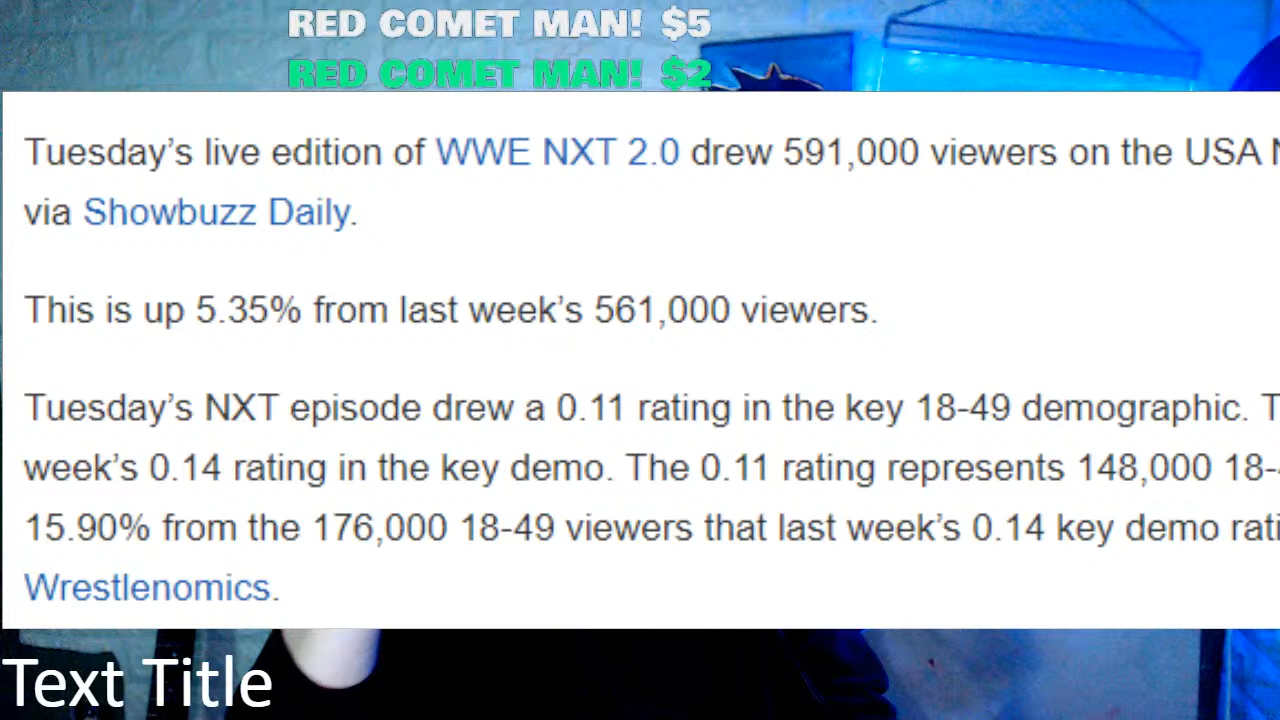 RED COMET MAN! $5
RED COMET MAN! $2
Tuesday's live edition of WWE NXT 2.0 drew 591,000 viewers on the USA
via Showbuzz Daily.
This is up 5.35% from last week's 561,000 viewers.
Tuesday's NXT episode drew a 0.11 rating in the key 18-49 demographic.
week's 0.14 rating in the key demo. The 0.11 rating represents 148,000 18-
15.90% from the 176,000 18-49 viewers that last week's 0.14 key demo
Wrestlenomics.
Text Title